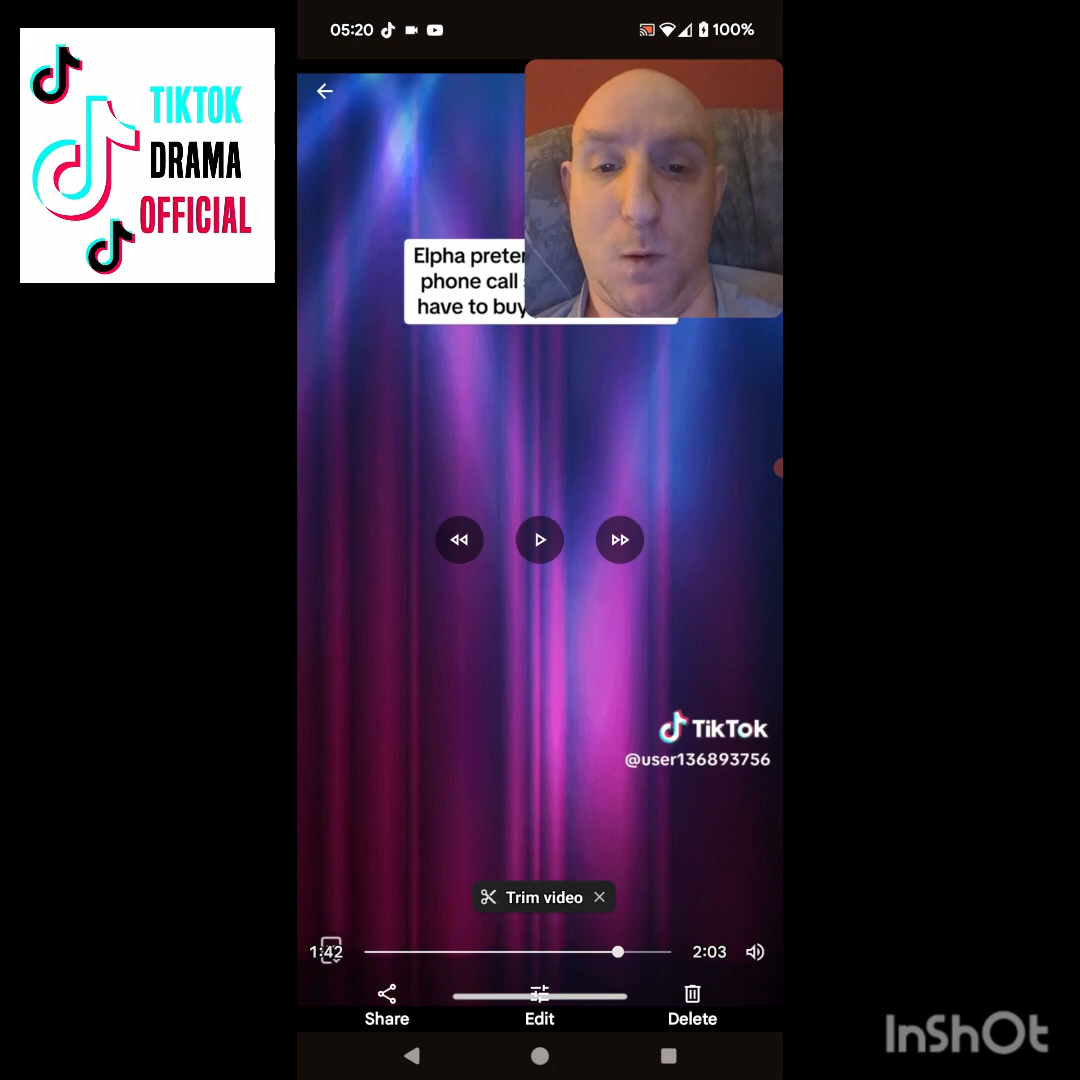 05:20
100%
TIKTOK
DRAMA
OFFICIAL
Elpha
phone call
have to buy
TikTok
@user136893756
Trim video
1:42
2:03
Share
Edit
Delete
InShOt